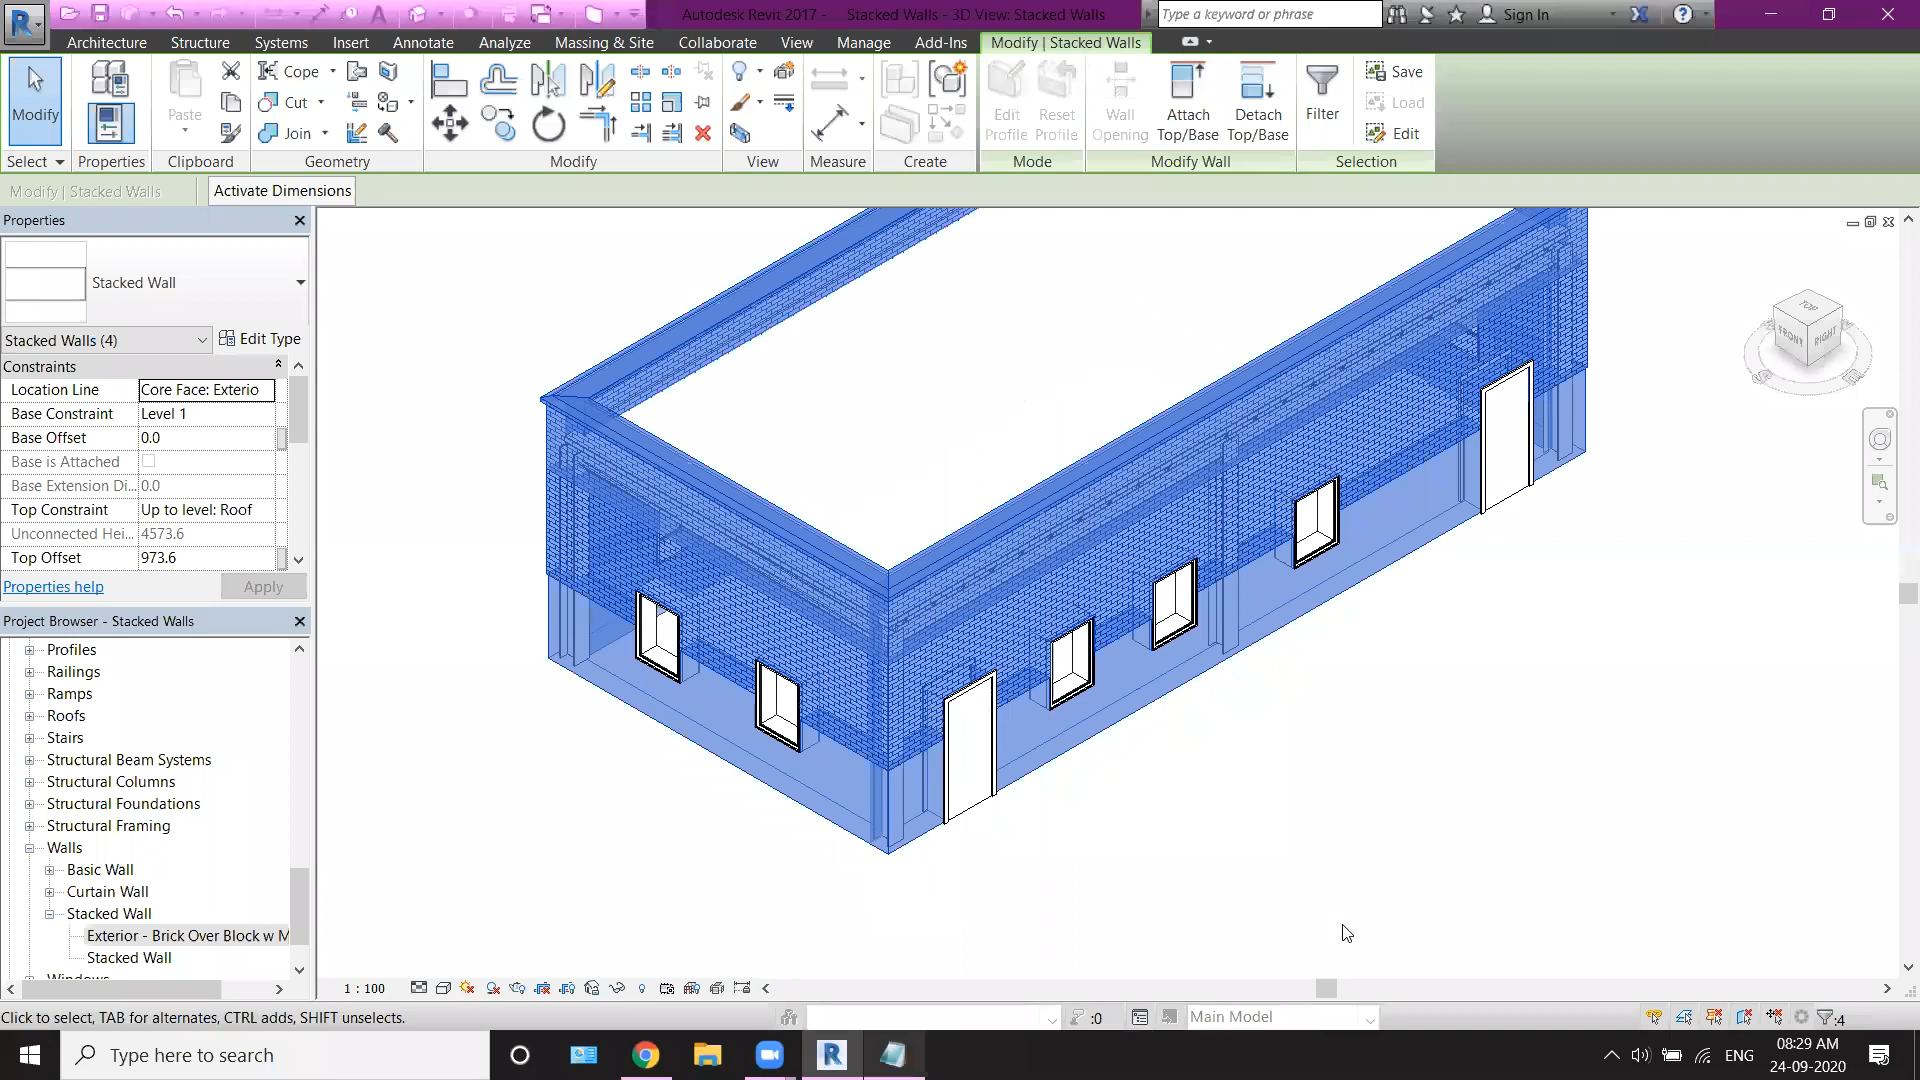 Autodesk Revit 2017 - Stacked Walls - 3D View: Stacked Walls
Type a keyword or phrase
Sign In
Architecture Structure Systems Insert Annotate Analyze Massing & Site Collaborate View Manage Add-Ins Modify | Stacked Walls
Modify
Paste
Cope
Cut
Join
Edit Profile
Reset Profile
Wall Opening
Attach Top/Base
Detach Top/Base
Filter
Save
Load
Edit
Select Properties Clipboard Geometry Modify View Measure Create Mode Modify Wall Selection
Modify | Stacked Walls Activate Dimensions
Properties
Stacked Wall
Stacked Walls (4) Edit Type
Constraints
Location Line Core Face: Exterio
Base Constraint Level 1
Base Offset 0.0
Base is Attached
Base Extension Di... 0.0
Top Constraint Up to level: Roof
Unconnected Hei... 4573.6
Top Offset 973.6
Properties help Apply
Project Browser - Stacked Walls
Profiles
Railings
Ramps
Roofs
Stairs
Structural Beam Systems
Structural Columns
Structural Foundations
Structural Framing
Walls
Basic Wall
Curtain Wall
Stacked Wall
Exterior - Brick Over Block w M
Stacked Wall
Windows
TOP
FRONT
RIGHT
1 : 100
Click to select, TAB for alternates, CTRL adds, SHIFT unselects.
:0
Main Model
:4
Type here to search
ENG
08:29 AM
24-09-2020